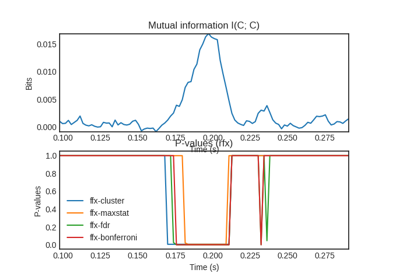 Mutual information I(C; C)
0.015
0.010
0.005
0.000
Bits
0.100 0.125 0.150 0.175 0.200 0.225 0.250 0.275
Time (s)
P-values (rfx)
1.0
0.8
0.6
0.4
0.2
0.0
P-values
ffx-cluster
ffx-maxstat
ffx-fdr
ffx-bonferroni
0.100 0.125 0.150 0.175 0.200 0.225 0.250 0.275
Time (s)